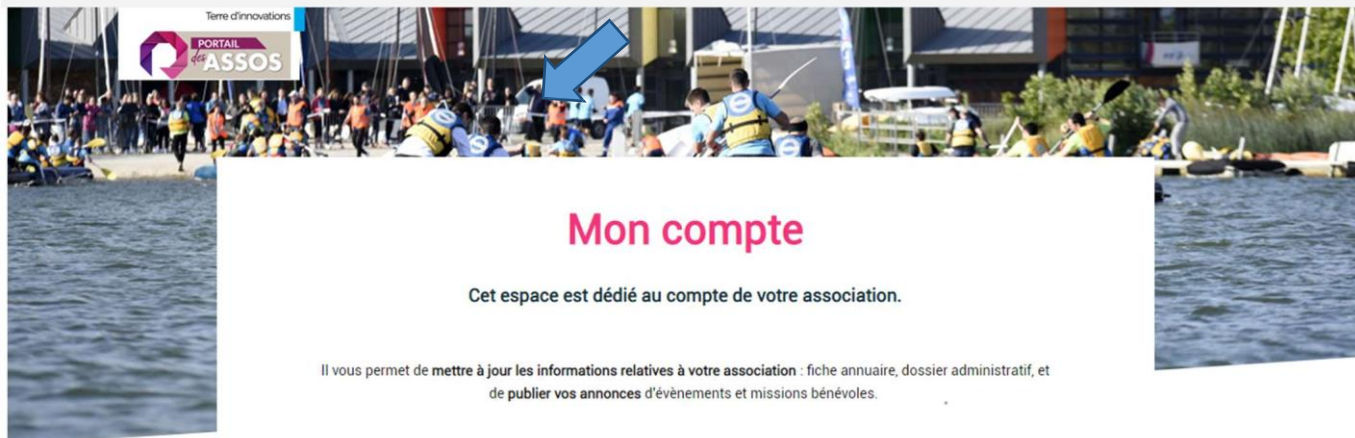 Terre d'innovations
PORTAIL
des ASSOS
Mon compte
Cet espace est dédié au compte de votre association.
Il vous permet de mettre à jour les informations relatives à votre association : fiche annuaire, dossier administratif, et
de publier vos annonces d'évènements et missions bénévoles.